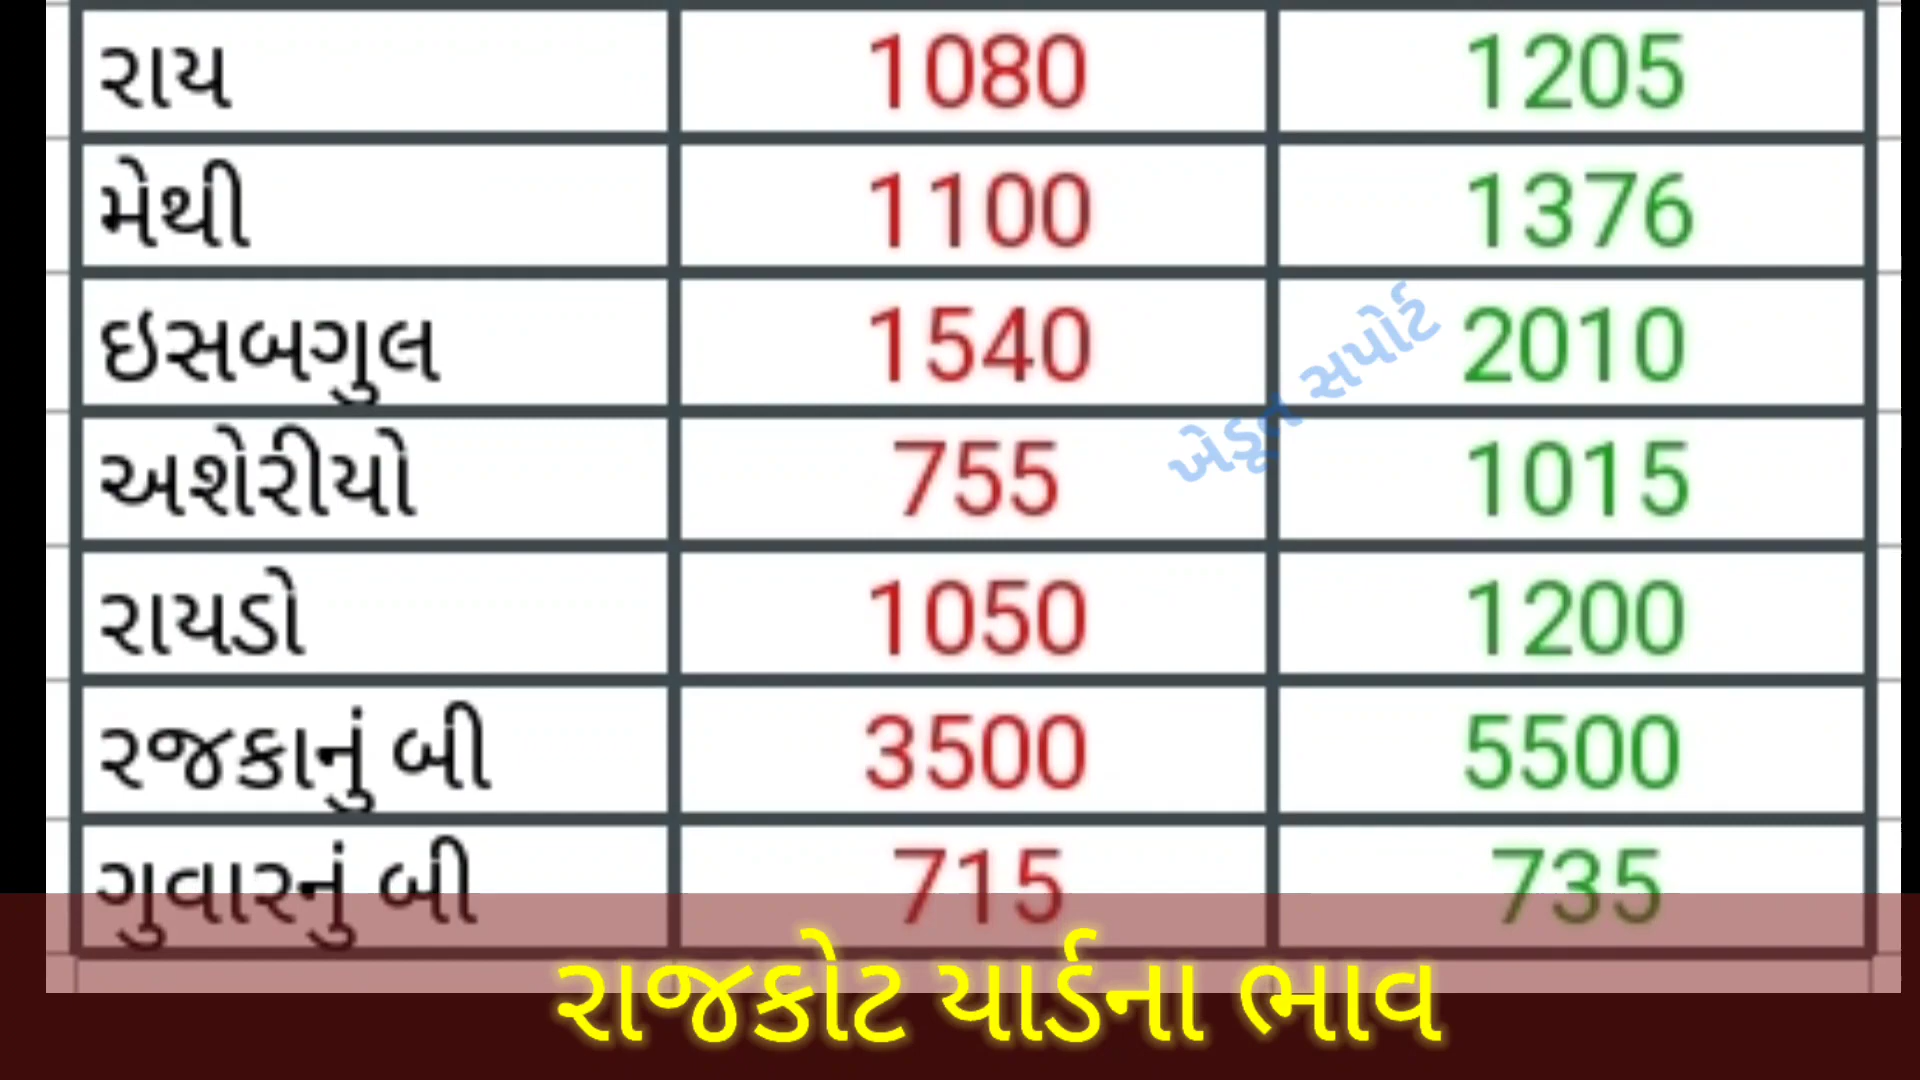 રાય 1080 1205
મેથી 1100 1376
ઇસબગુલ 1540 2010
અશેરીયો 755 1015
રાયડો 1050 1200
રજકાનું બી 3500 5500
ગુવારનું બી 715 735
ખેડૂત સપોર્ટ
રાજકોટ યાર્ડના ભાવ